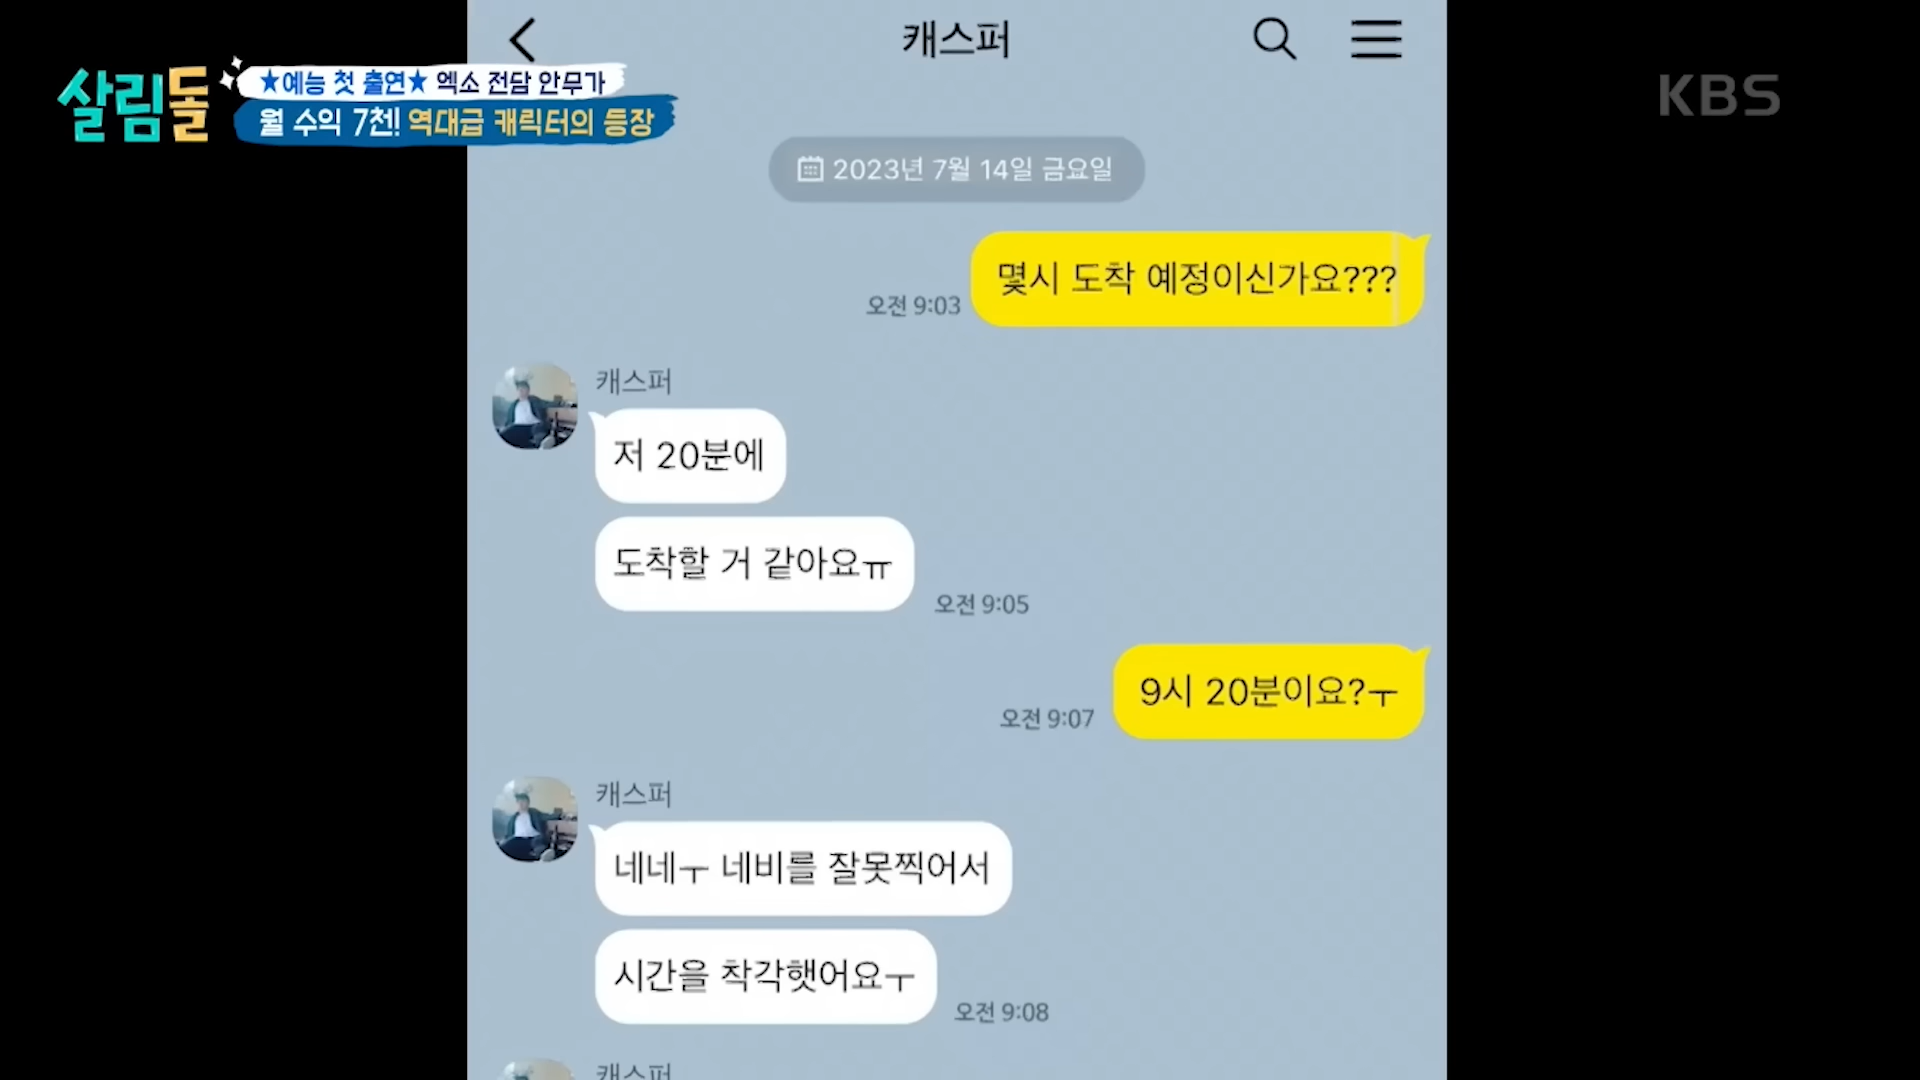 캐스퍼
살림돌
★예능 첫 출연★ 엑소 전담 안무가
월 수익 7천! 역대급 캐릭터의 등장
KBS
2023년 7월 14일 금요일
몇시 도착 예정이신가요???
오전 9:03
캐스퍼
저 20분에
도착할 거 같아요ㅠ
오전 9:05
9시 20분이요?ㅜ
오전 9:07
캐스퍼
네네ㅜ 네비를 잘못찍어서
시간을 착각햇어요ㅜ
오전 9:08
캐스퍼